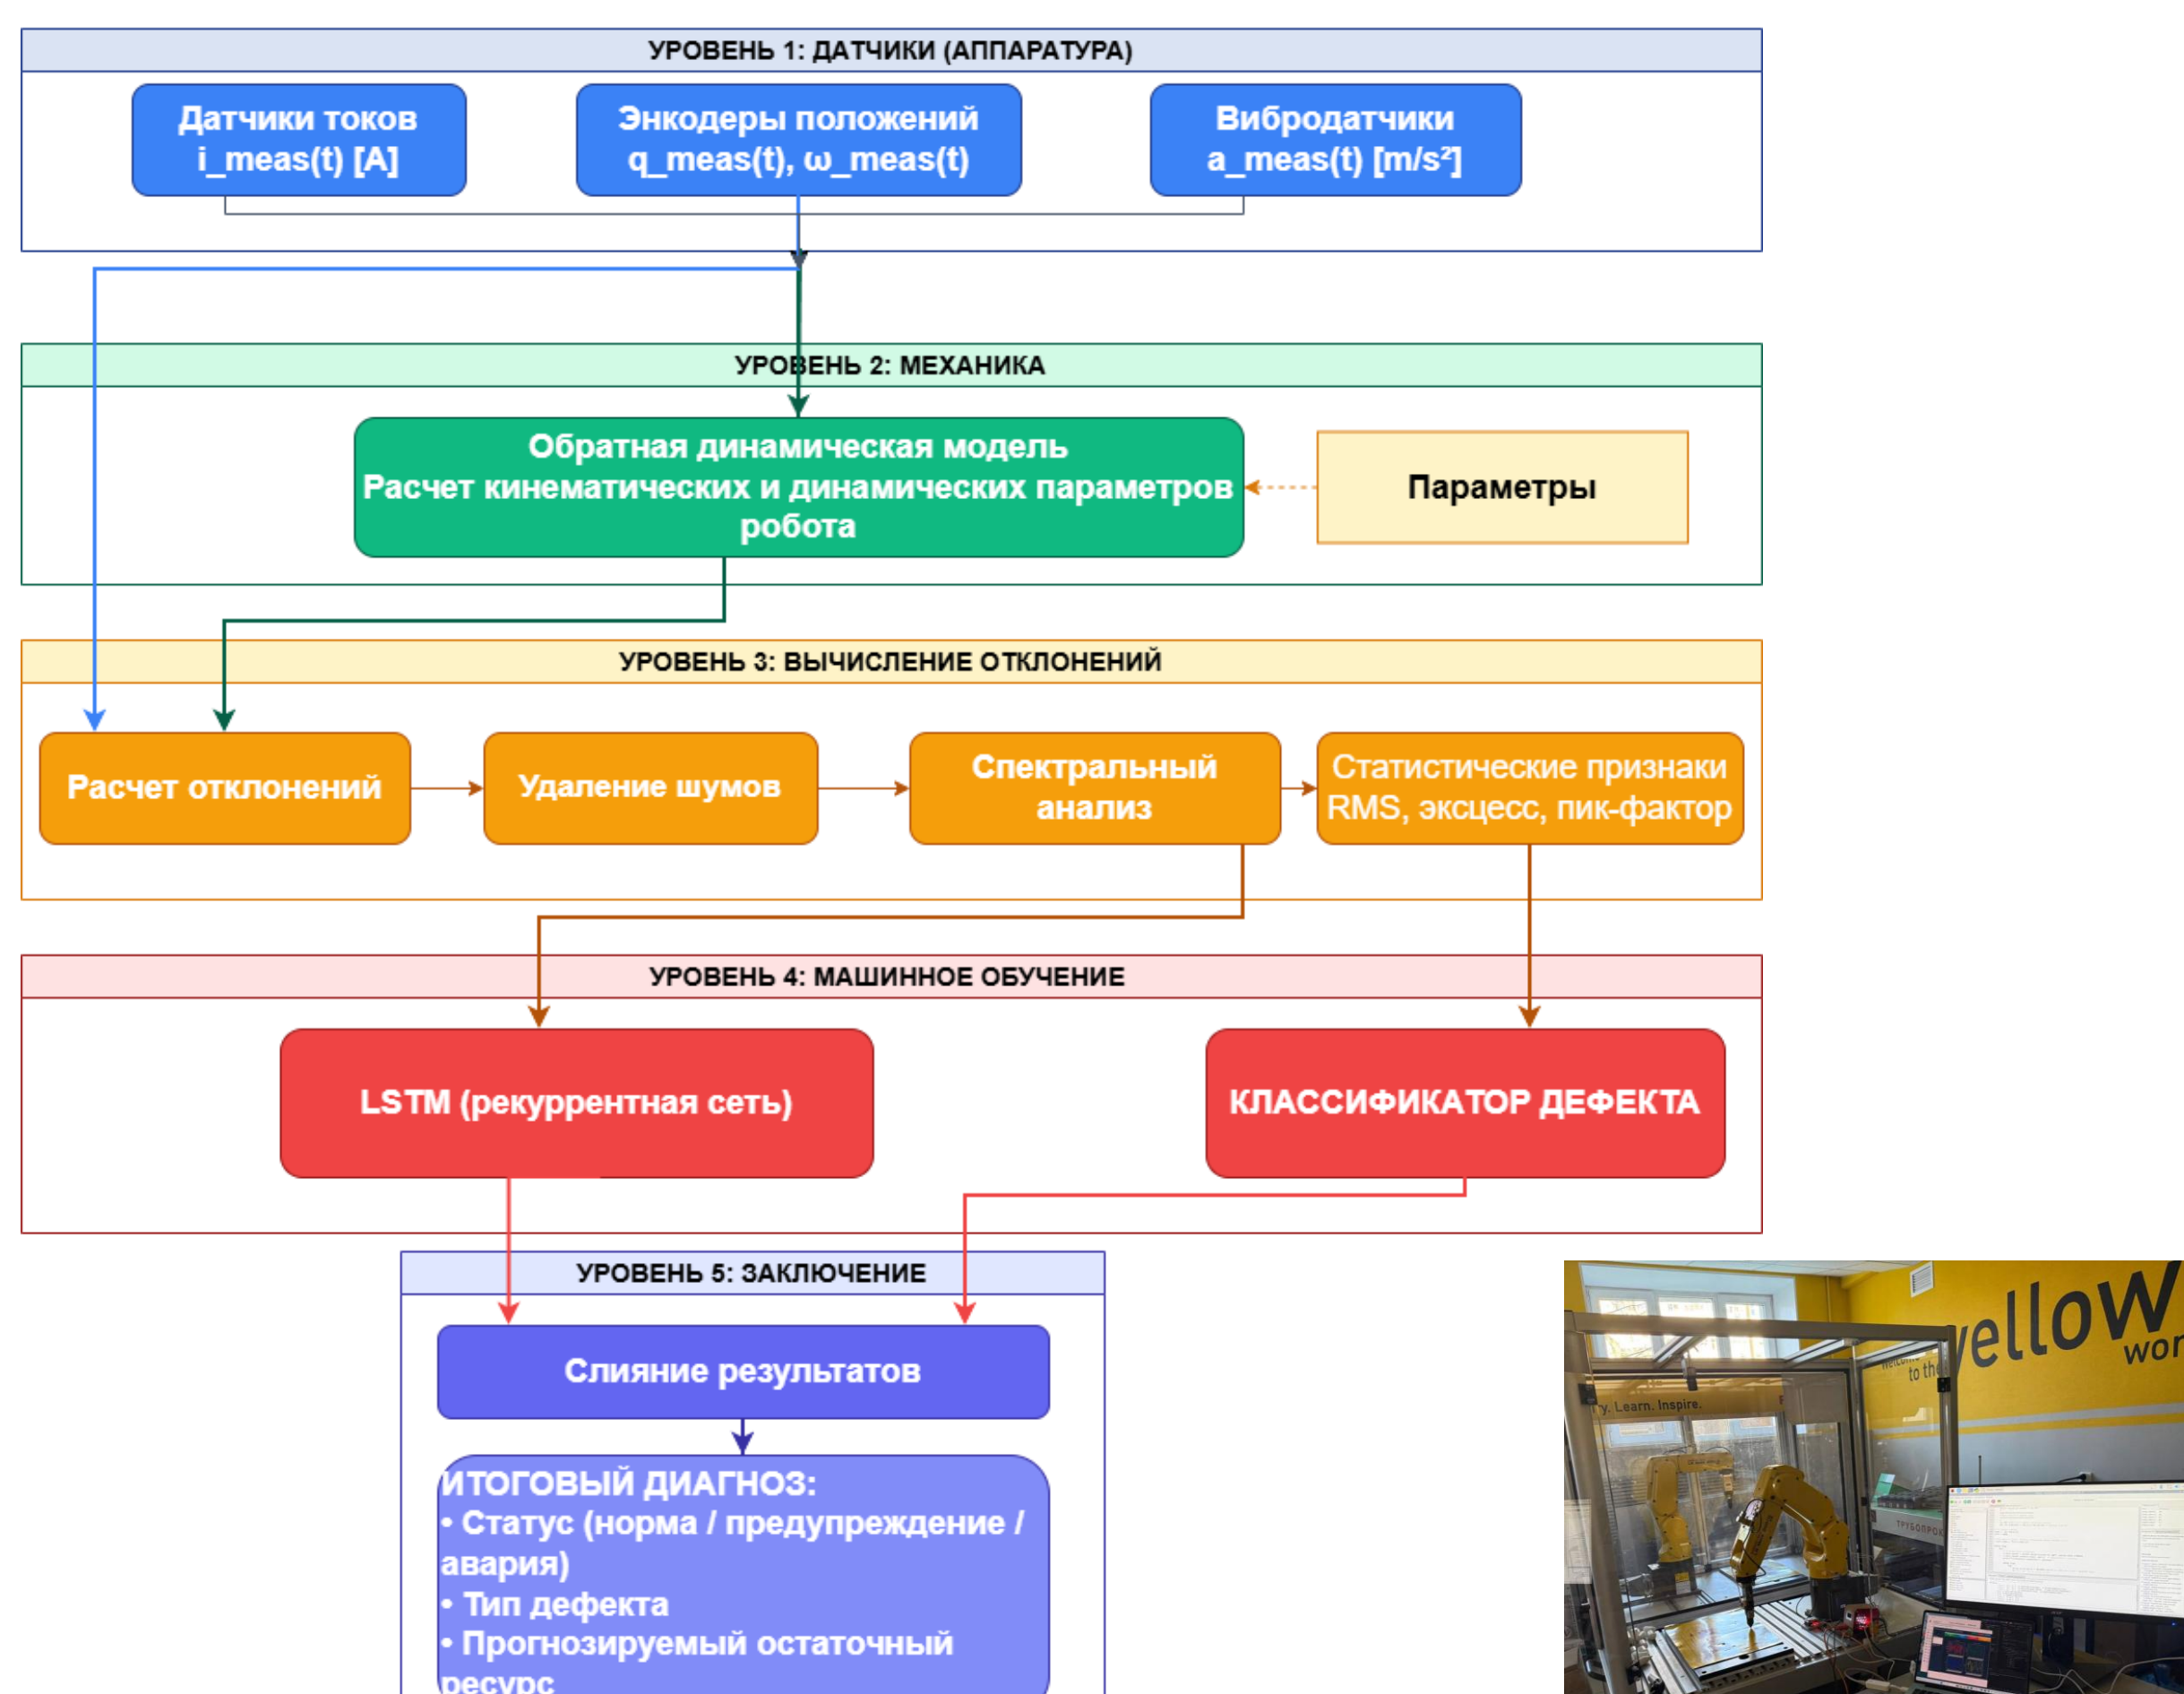 УРОВЕНЬ 1: ДАТЧИКИ (АППАРАТУРА)
Датчики токов
i_meas(t) [A]
Энкодеры положений
q_meas(t), ω_meas(t)
Вибродатчики
a_meas(t) [m/s²]
УРОВЕНЬ 2: МЕХАНИКА
Обратная динамическая модель
Расчет кинематических и динамических параметров
робота
Параметры
УРОВЕНЬ 3: ВЫЧИСЛЕНИЕ ОТКЛОНЕНИЙ
Расчет отклонений
Удаление шумов
Спектральный
анализ
Статистические признаки
RMS, эксцесс, пик-фактор
УРОВЕНЬ 4: МАШИННОЕ ОБУЧЕНИЕ
LSTM (рекуррентная сеть)
КЛАССИФИКАТОР ДЕФЕКТА
УРОВЕНЬ 5: ЗАКЛЮЧЕНИЕ
Слияние результатов
ИТОГОВЫЙ ДИАГНОЗ:
• Статус (норма / предупреждение /
авария)
• Тип дефекта
• Прогнозируемый остаточный
ресурс
yellow
wor
to the
Learn. Inspire.
ТРУБОПРОК